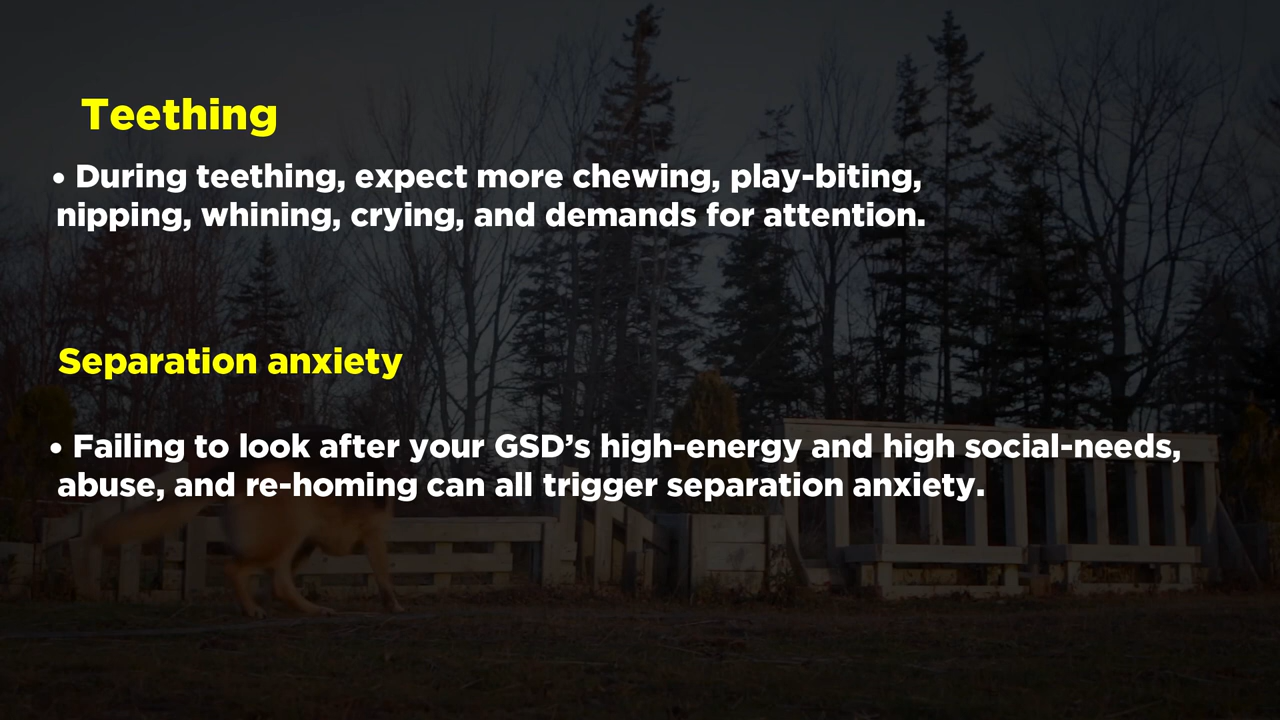 Teething
• During teething, expect more chewing, play-biting,
nipping, whining, crying, and demands for attention.
Separation anxiety
• Failing to look after your GSD’s high-energy and high social-needs,
abuse, and re-homing can all trigger separation anxiety.